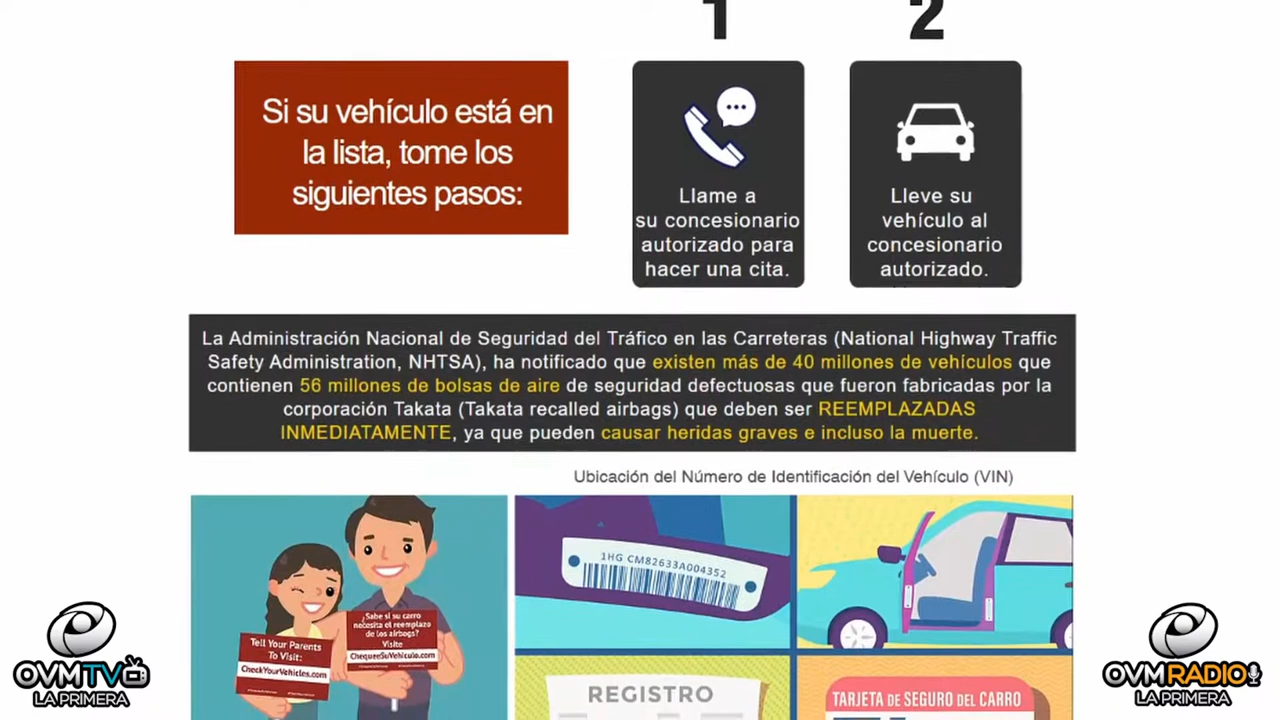 1
2
Si su vehículo está en
la lista, tome los
siguientes pasos:
Llame a
su concesionario
autorizado para
hacer una cita.
Lleve su
vehículo al
concesionario
autorizado.
La Administración Nacional de Seguridad del Tráfico en las Carreteras (National Highway Traffic
Safety Administration, NHTSA), ha notificado que existen más de 40 millones de vehículos que
contienen 56 millones de bolsas de aire de seguridad defectuosas que fueron fabricadas por la
corporación Takata (Takata recalled airbags) que deben ser REEMPLAZADAS
INMEDIATAMENTE, ya que pueden causar heridas graves e incluso la muerte.
Ubicación del Número de Identificación del Vehículo (VIN)
1HG CM82633A004352
¿Sabe si su carro
necesita el reemplazo
de los airbags?
Visite
ChequeeSuVehiculo.com
Tell Your Parents
To Visit:
CheckYourVehicles.com
REGISTRO
TARJETA DE SEGURO DEL CARRO
OVMTV
LA PRIMERA
OVMRADIO
LA PRIMERA